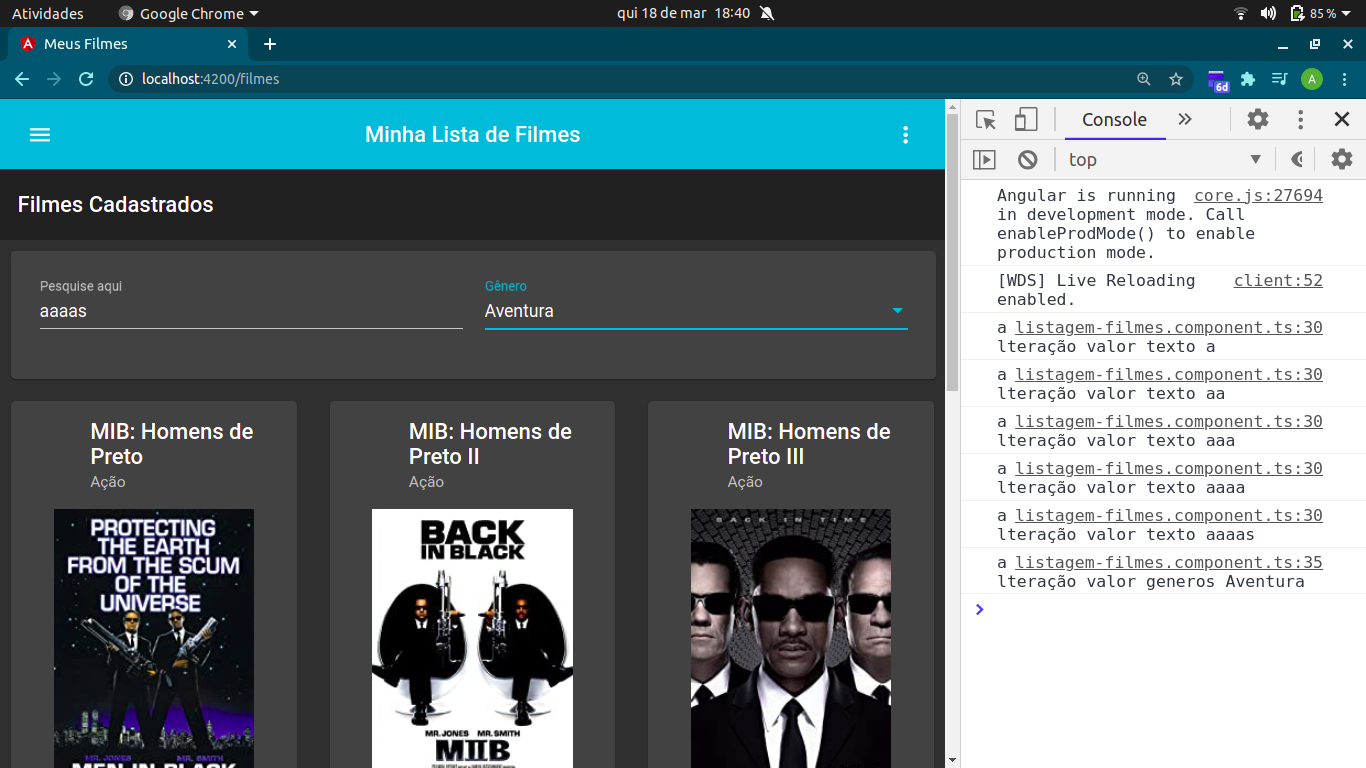 Atividades
Google Chrome
qui 18 de mar 18:40
85 %
Meus Filmes
localhost:4200/filmes
6d
A
Minha Lista de Filmes
Filmes Cadastrados
Pesquise aqui
aaaas
Gênero
Aventura
MIB: Homens de
Preto
Ação
PROTECTING
THE EARTH
FROM THE SCUM
OF THE
UNIVERSE
MR. JONES MR. SMITH
MEN IN BLACK
MIB: Homens de
Preto II
Ação
BACK
IN BLACK
MR. JONES MR. SMITH
MIIB
MIB: Homens de
Preto III
Ação
BACK IN TIME
Console
top
Angular is running core.js:27694
in development mode. Call
enableProdMode() to enable
production mode.
[WDS] Live Reloading client:52
enabled.
a listagem-filmes.component.ts:30
lteração valor texto a
a listagem-filmes.component.ts:30
lteração valor texto aa
a listagem-filmes.component.ts:30
lteração valor texto aaa
a listagem-filmes.component.ts:30
lteração valor texto aaaa
a listagem-filmes.component.ts:30
lteração valor texto aaaas
a listagem-filmes.component.ts:35
lteração valor generos Aventura